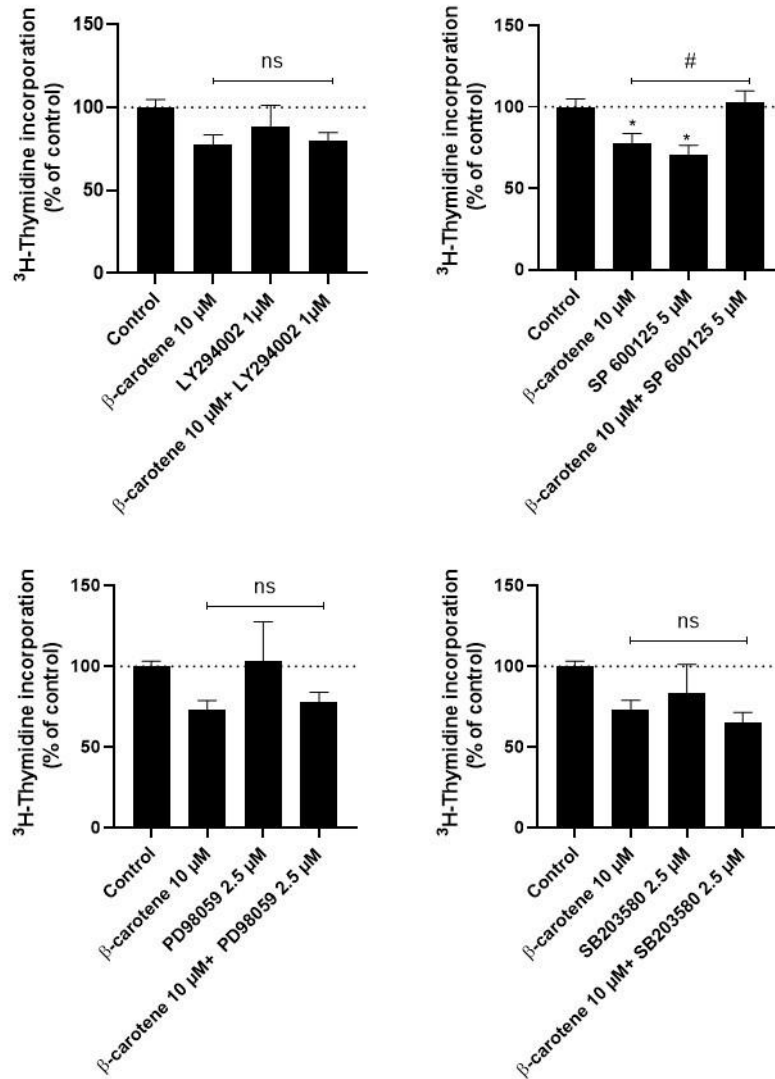 ³H-Thymidine incorporation
(% of control)
150
100
50
0
ns
Control
β-carotene 10 µM
LY294002 1µM
β-carotene 10 µM+ LY294002 1µM
³H-Thymidine incorporation
(% of control)
150
100
50
0
#
*
*
Control
β-carotene 10 µM
SP 600125 5 µM
β-carotene 10 µM+ SP 600125 5 µM
³H-Thymidine incorporation
(% of control)
150
100
50
0
ns
Control
β-carotene 10 µM
PD98059 2.5 µM
β-carotene 10 µM+ PD98059 2.5 µM
³H-Thymidine incorporation
(% of control)
150
100
50
0
ns
Control
β-carotene 10 µM
SB203580 2.5 µM
β-carotene 10 µM+ SB203580 2.5 µM